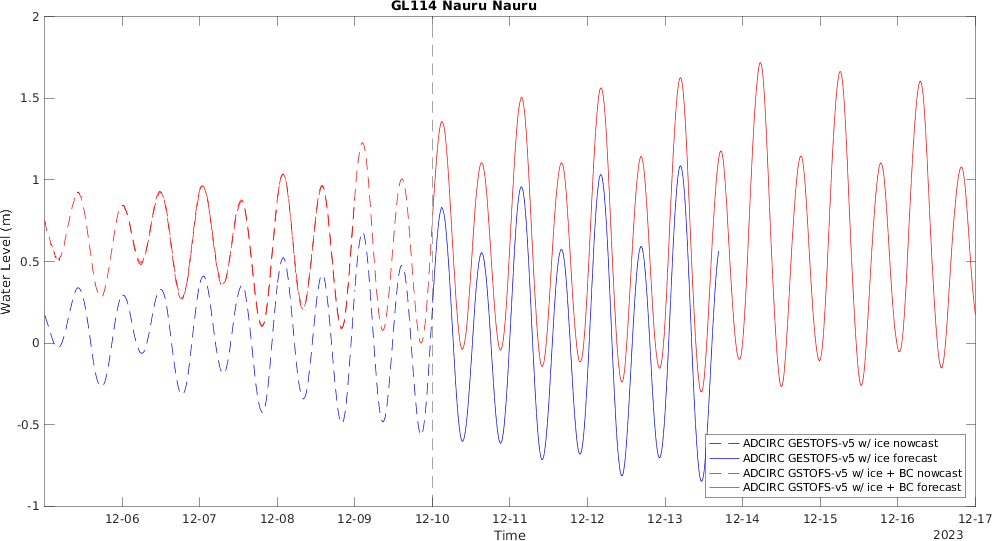 GL114 Nauru Nauru
2
1.5
1
0.5
0
-0.5
-1
Water Level (m)
12-06 12-07 12-08 12-09 12-10 12-11 12-12 12-13 12-14 12-15 12-16 12-17
Time
2023
ADCIRC GESTOFS-v5 w/ ice nowcast
ADCIRC GESTOFS-v5 w/ ice forecast
ADCIRC GSTOFS-v5 w/ ice + BC nowcast
ADCIRC GSTOFS-v5 w/ ice + BC forecast